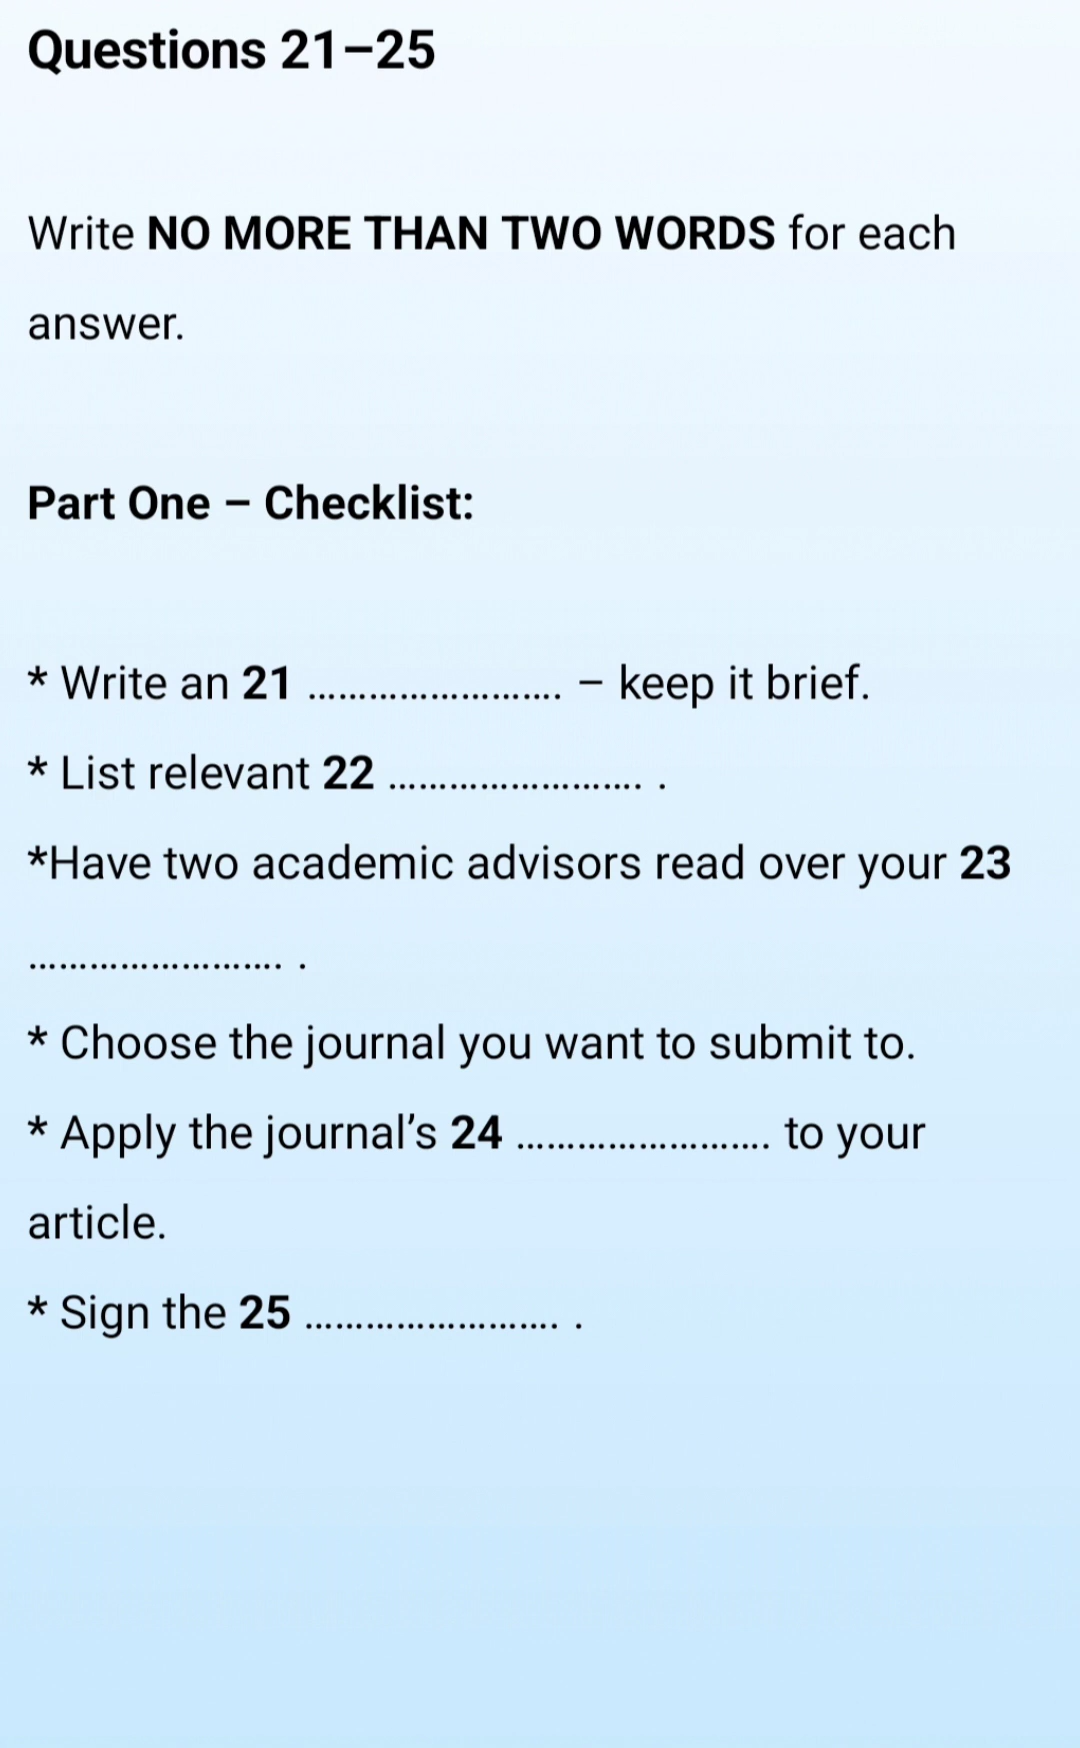 Questions 21–25
Write NO MORE THAN TWO WORDS for each
answer.
Part One – Checklist:
* Write an 21 ......................... – keep it brief.
* List relevant 22 ......................... .
*Have two academic advisors read over your 23
......................... .
* Choose the journal you want to submit to.
* Apply the journal’s 24 ......................... to your
article.
* Sign the 25 ......................... .